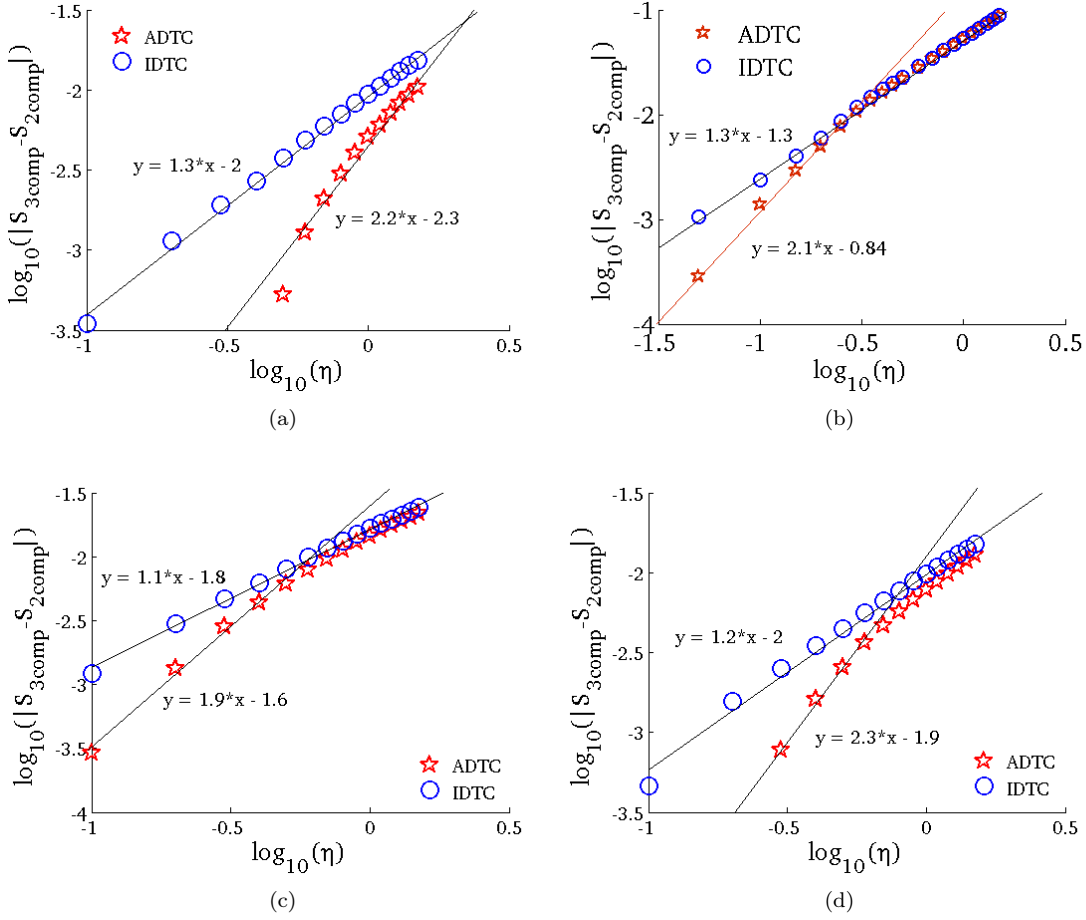 -1.5
ADTC
IDTC
-2
-2.5
-3
-3.5
y = 1.3*x - 2
y = 2.2*x - 2.3
log10(|S3comp-S2comp|)
-1 -0.5 0 0.5
log10(η)
(a)
-1
ADTC
IDTC
-2
-3
-4
y = 1.3*x - 1.3
y = 2.1*x - 0.84
log10(|S3comp-S2comp|)
-1.5 -1 -0.5 0 0.5
log10(η)
(b)
-1.5
-2
-2.5
-3
-3.5
-4
y = 1.1*x - 1.8
y = 1.9*x - 1.6
ADTC
IDTC
log10(|S3comp-S2comp|)
-1 -0.5 0 0.5
log10(η)
(c)
-1.5
-2
-2.5
-3
-3.5
y = 1.2*x - 2
y = 2.3*x - 1.9
ADTC
IDTC
log10(|S3comp-S2comp|)
-1 -0.5 0 0.5
log10(η)
(d)